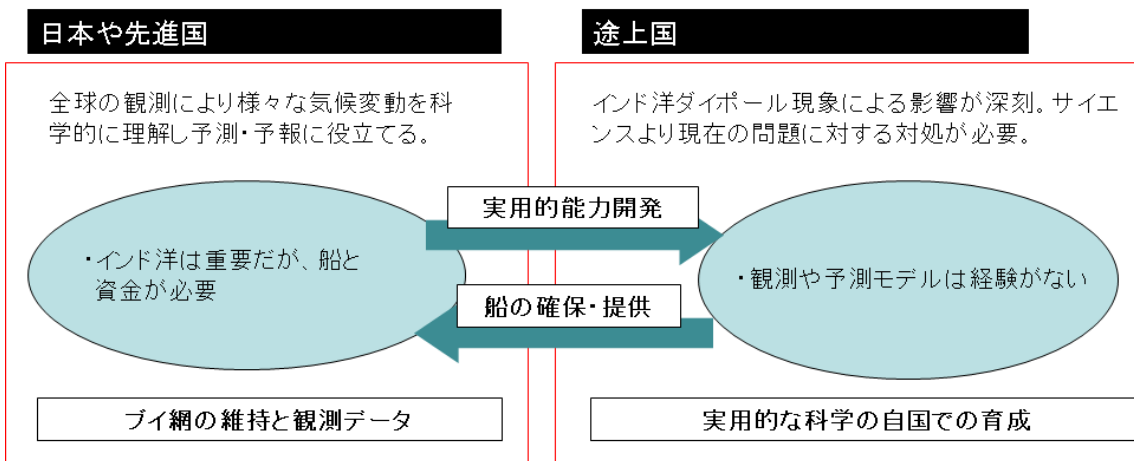 日本や先進国
全球の観測により様々な気候変動を科
学的に理解し予測・予報に役立てる。
・インド洋は重要だが、船と
資金が必要
ブイ網の維持と観測データ
実用的能力開発
船の確保・提供
途上国
インド洋ダイポール現象による影響が深刻。サイエ
ンスより現在の問題に対する対処が必要。
・観測や予測モデルは経験がない
実用的な科学の自国での育成